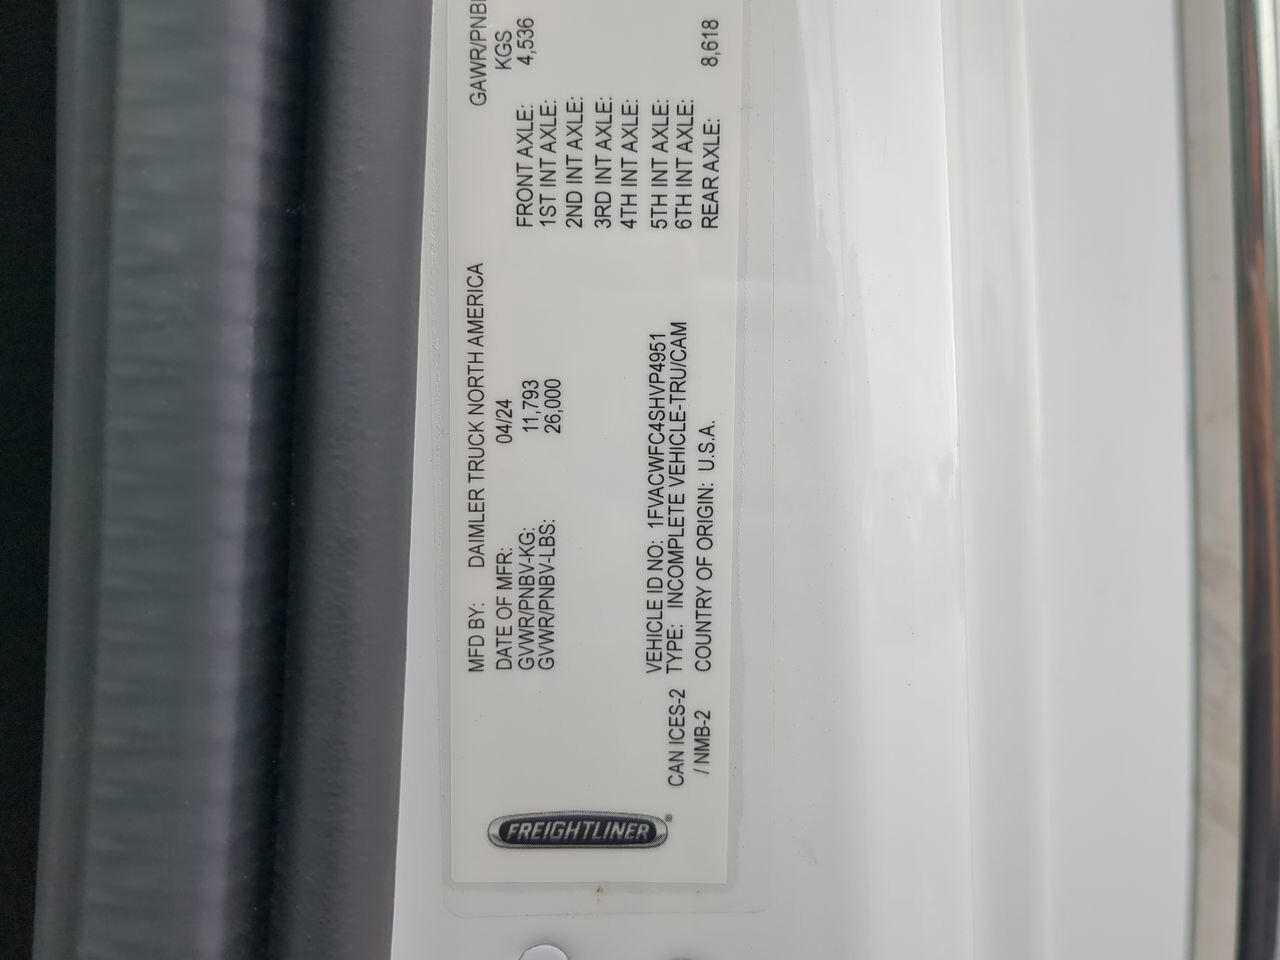 MFD BY: DAIMLER TRUCK NORTH AMERICA
DATE OF MFR: 04/24
GVWR/PNBV-KG: 11,793
GVWR/PNBV-LBS: 26,000
GAWR/PNB
KGS
FRONT AXLE: 4,536
1ST INT AXLE:
2ND INT AXLE:
3RD INT AXLE:
4TH INT AXLE:
5TH INT AXLE:
6TH INT AXLE:
REAR AXLE: 8,618
VEHICLE ID NO: 1FVACWFC4SHVP4951
TYPE: INCOMPLETE VEHICLE-TRU/CAM
COUNTRY OF ORIGIN: U.S.A.
CAN ICES-2
/ NMB-2
FREIGHTLINER®